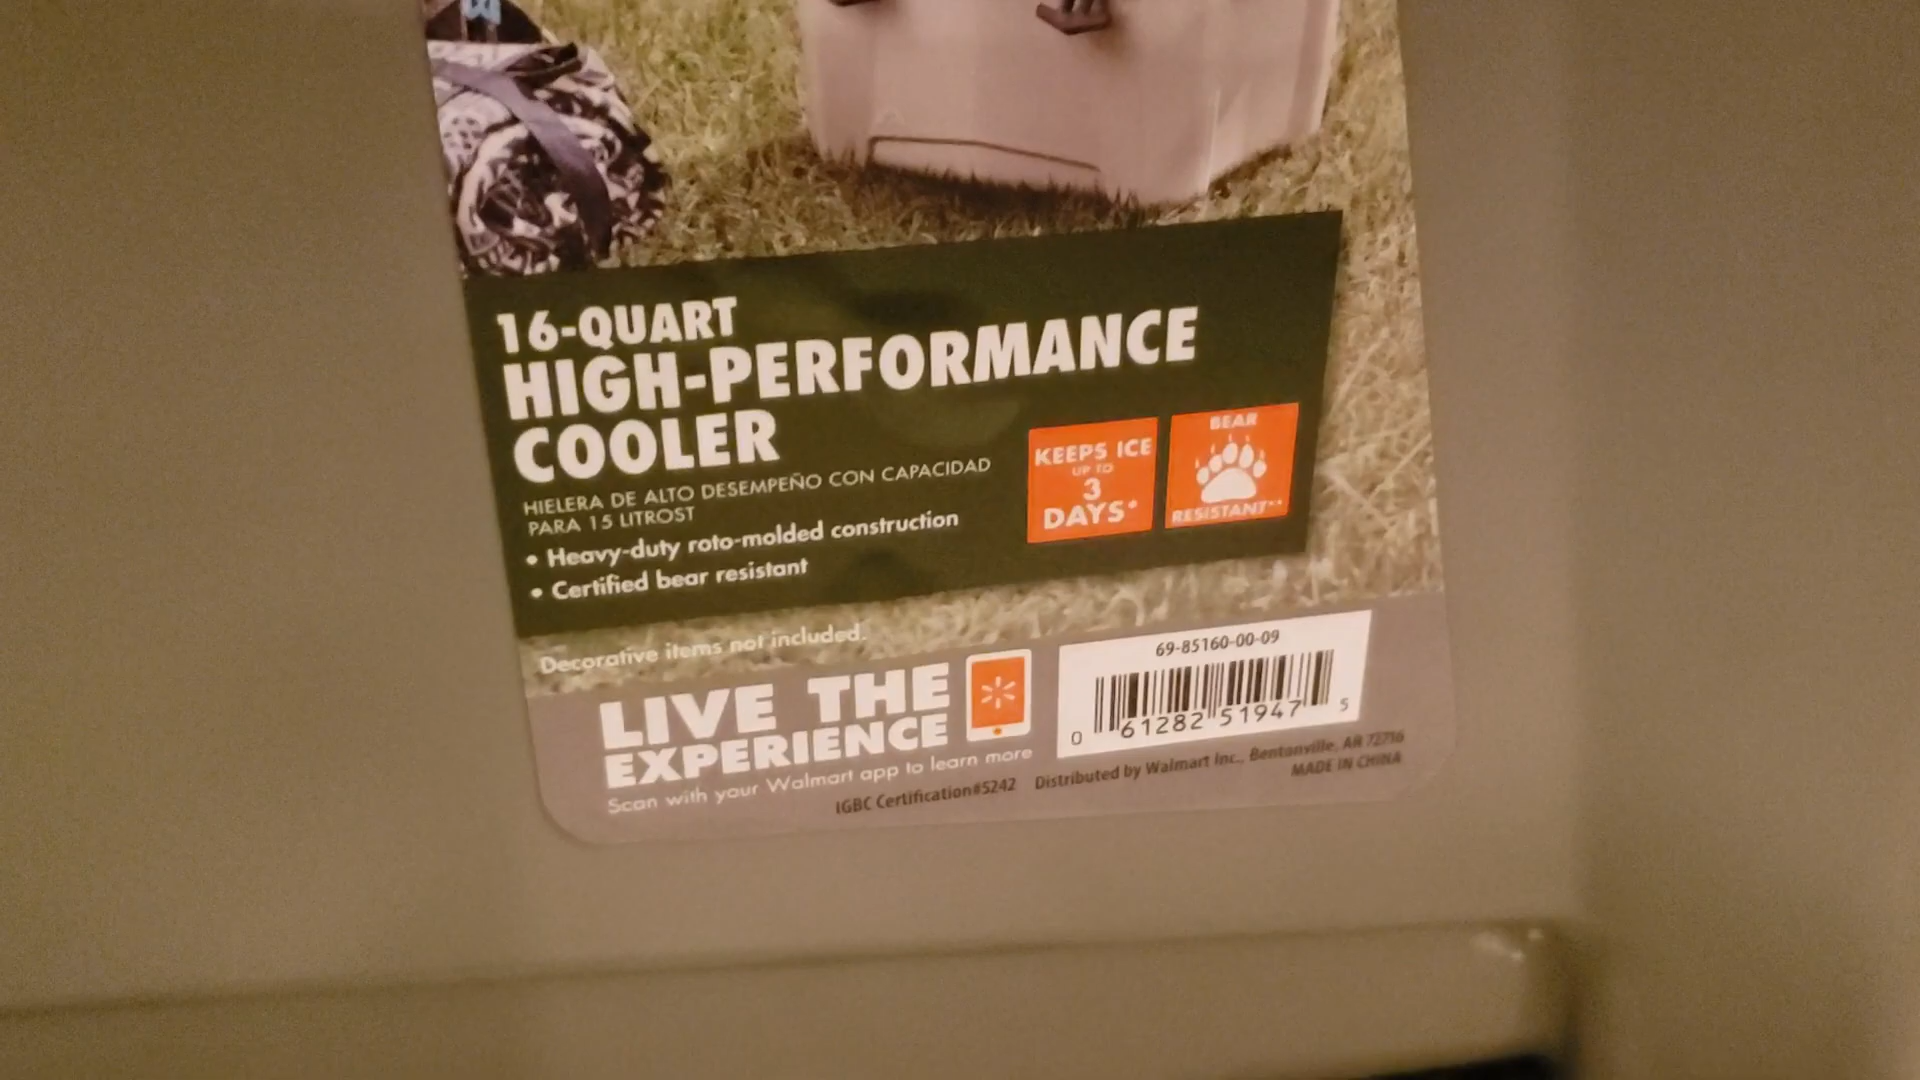 16-QUART
HIGH-PERFORMANCE
COOLER
HIELERA DE ALTO DESEMPEÑO CON CAPACIDAD
PARA 15 LITROST
• Heavy-duty roto-molded construction
• Certified bear resistant
KEEPS ICE
UP TO
3
DAYS*
BEAR
RESISTANT**
Decorative items not included.
LIVE THE
EXPERIENCE
Scan with your Walmart app to learn more
69-85160-00-09
0 61282 51947 5
IGBC Certification#5242
Distributed by Walmart Inc., Bentonville, AR 72716
MADE IN CHINA